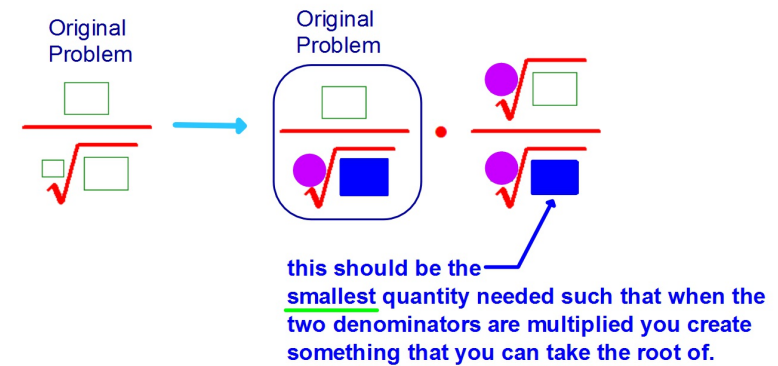 Original
Problem
Original
Problem
this should be the
smallest quantity needed such that when the
two denominators are multiplied you create
something that you can take the root of.